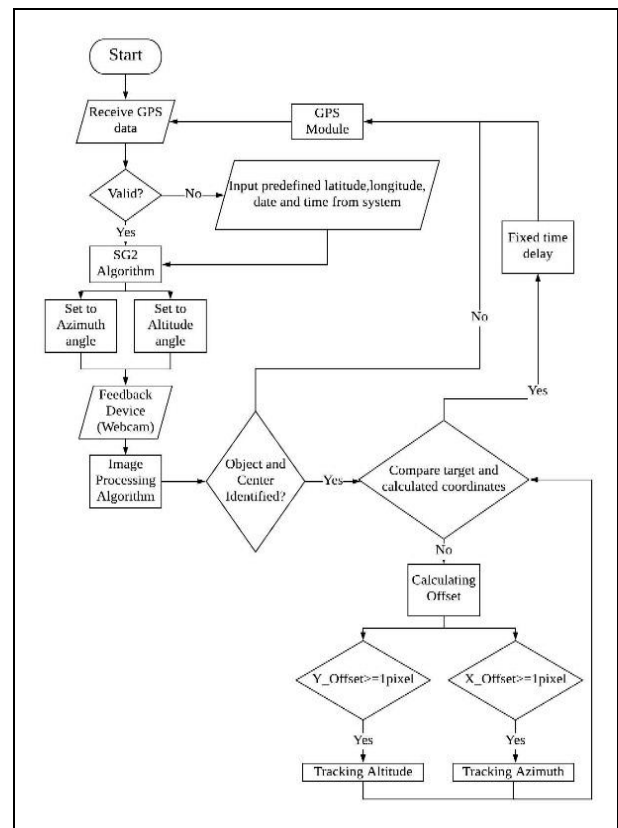 Start
Receive GPS
data
GPS
Module
Valid?
No
Input predefined latitude,longitude,
date and time from system
Fixed time
delay
Yes
SG2
Algorithm
Set to
Azimuth
angle
Set to
Altitude
angle
No
Yes
Feedback
Device
(Webcam)
Image
Processing
Algorithm
Object and
Center
Identified?
Yes
Compare target and
calculated coordinates
No
Calculating
Offset
Y_Offset>=1pixel
X_Offset>=1pixel
Yes
Yes
Tracking Altitude
Tracking Azimuth